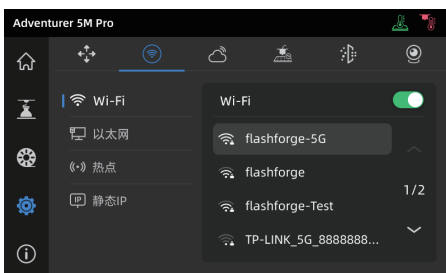 Adventurer 5M Pro
Wi-Fi
以太网
热点
IP 静态IP
Wi-Fi
flashforge-5G
flashforge
flashforge-Test
TP-LINK_5G_8888888...
1/2